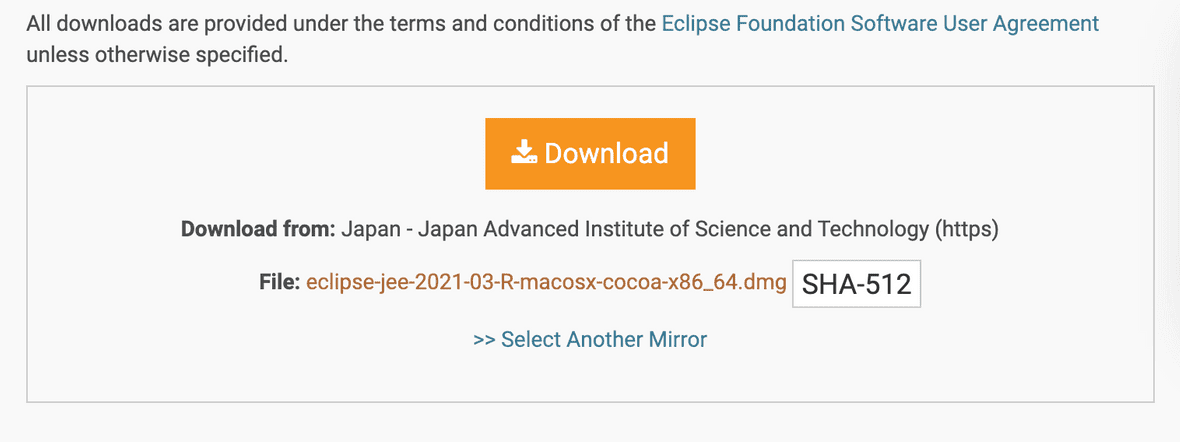 All downloads are provided under the terms and conditions of the Eclipse Foundation Software User Agreement
unless otherwise specified.
Download
Download from: Japan - Japan Advanced Institute of Science and Technology (https)
File: eclipse-jee-2021-03-R-macosx-cocoa-x86_64.dmg SHA-512
>> Select Another Mirror